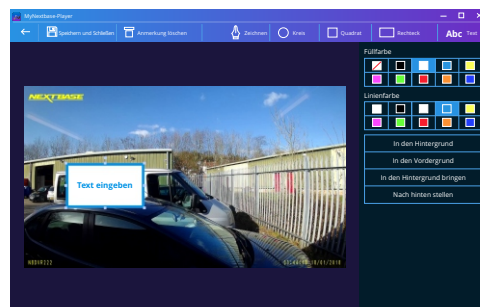 MyNextbase-Player
Speichern und Schließen
Anmerkung löschen
Zeichnen
Kreis
Quadrat
Rechteck
Abc Text
Füllfarbe
NEXTBASE
Linienfarbe
Text eingeben
In den Hintergrund
In den Vordergrund
In den Hintergrund bringen
Nach hinten stellen